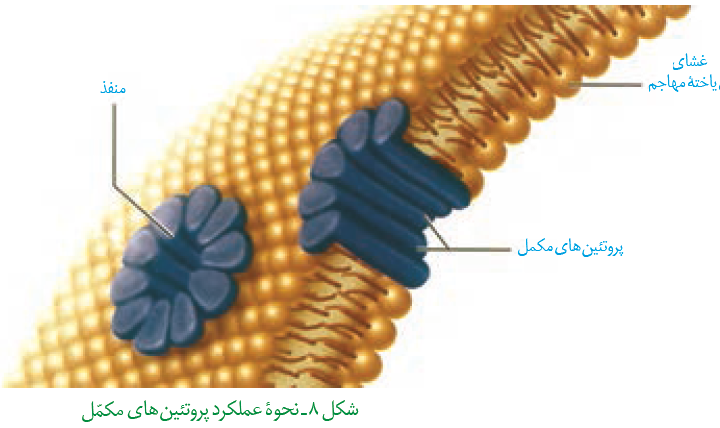 غشای
یاختهٔ مهاجم
منفذ
پروتئین‌های مکمل
شکل ۸ـ نحوهٔ عملکرد پروتئین‌های مکمّل